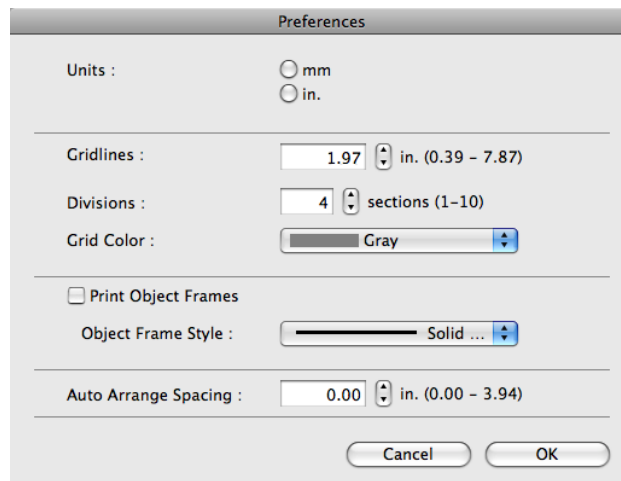 Preferences
Units : mm
in.
Gridlines : 1.97 in. (0.39 - 7.87)
Divisions : 4 sections (1-10)
Grid Color : Gray
Print Object Frames
Object Frame Style : Solid ...
Auto Arrange Spacing : 0.00 in. (0.00 - 3.94)
Cancel OK